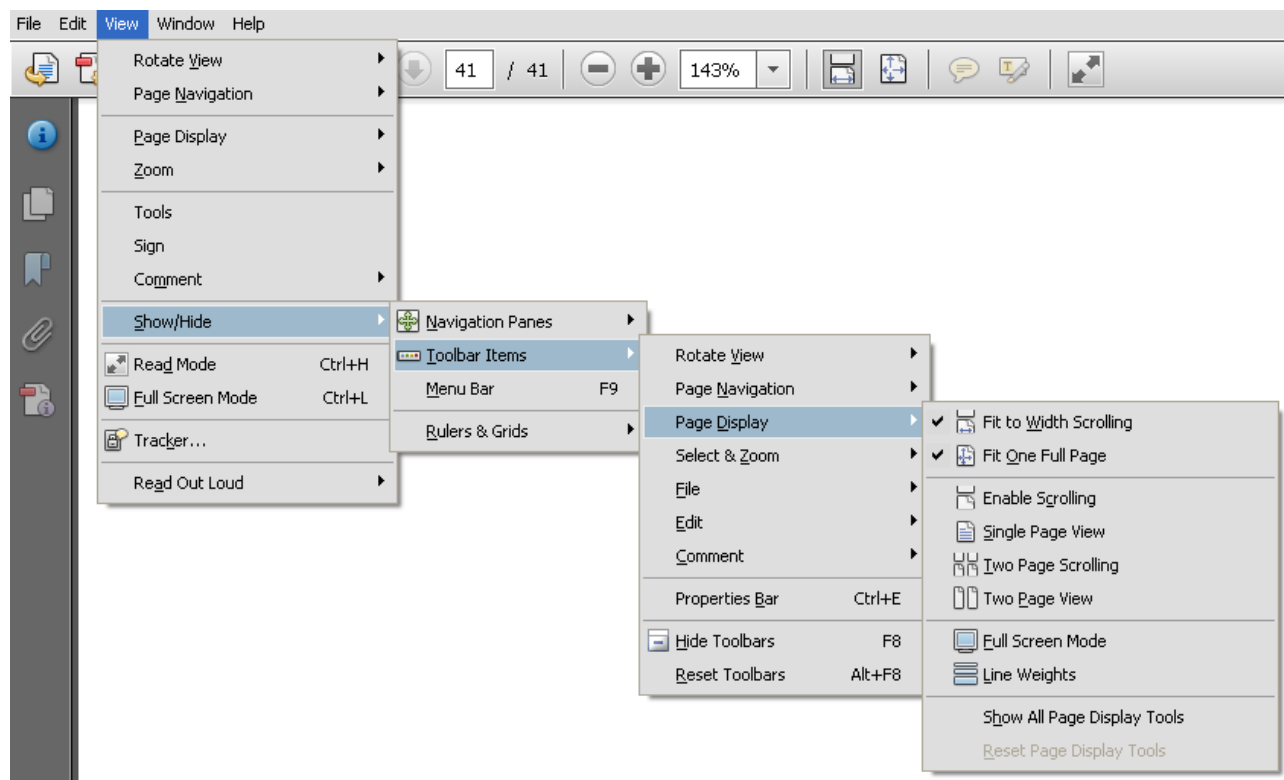 File Edit View Window Help
41 / 41 143%
Rotate View
Page Navigation
Page Display
Zoom
Tools
Sign
Comment
Show/Hide
Read Mode Ctrl+H
Full Screen Mode Ctrl+L
Tracker...
Read Out Loud
Navigation Panes
Toolbar Items
Menu Bar F9
Rulers & Grids
Rotate View
Page Navigation
Page Display
Select & Zoom
File
Edit
Comment
Properties Bar Ctrl+E
Hide Toolbars F8
Reset Toolbars Alt+F8
Fit to Width Scrolling
Fit One Full Page
Enable Scrolling
Single Page View
Two Page Scrolling
Two Page View
Full Screen Mode
Line Weights
Show All Page Display Tools
Reset Page Display Tools